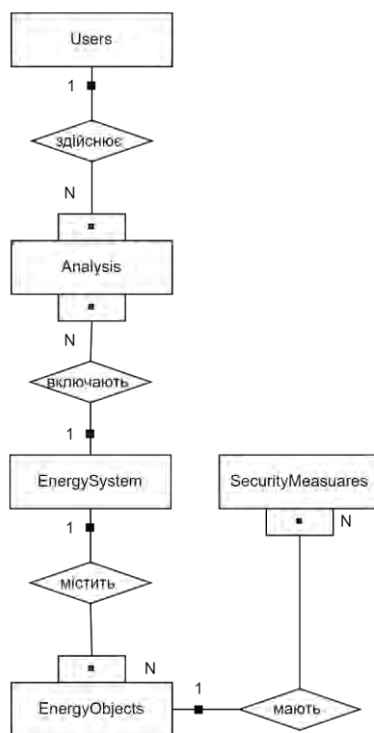 Users
1
здійснює
N
Analysis
N
включають
1
EnergySystem
SecurityMeasuares
1
N
містить
N
1
EnergyObjects
мають